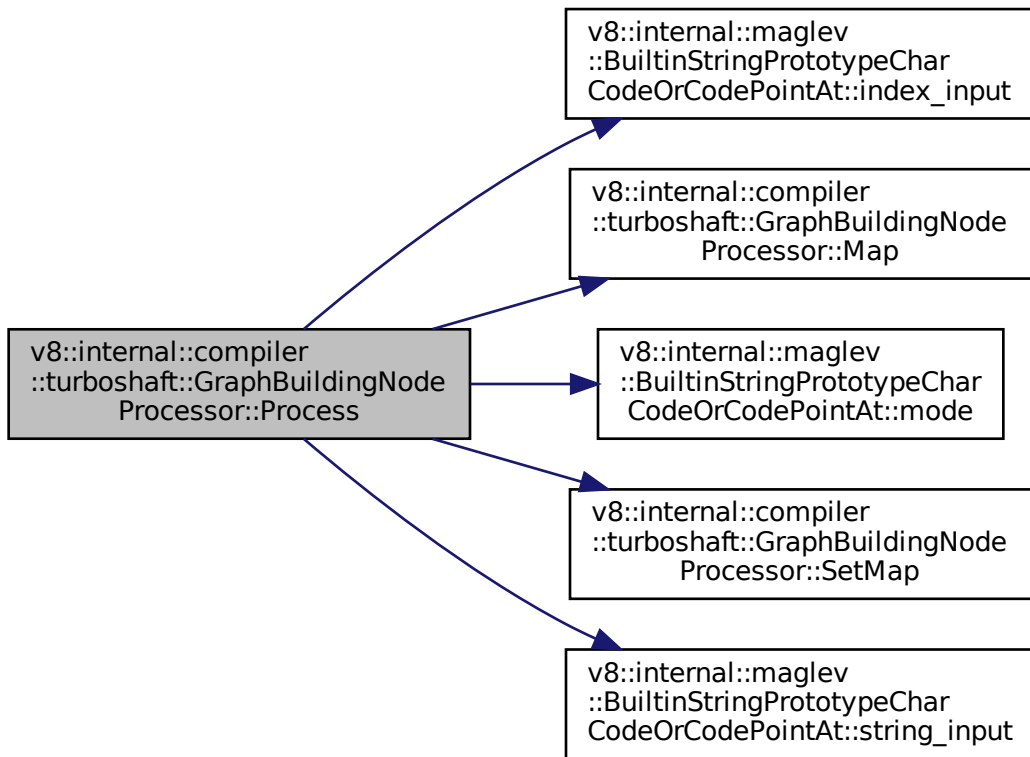 v8::internal::maglev
::BuiltinStringPrototypeChar
CodeOrCodePointAt::index_input
v8::internal::compiler
::turboshaft::GraphBuildingNode
Processor::Map
v8::internal::compiler
::turboshaft::GraphBuildingNode
Processor::Process
v8::internal::maglev
::BuiltinStringPrototypeChar
CodeOrCodePointAt::mode
v8::internal::compiler
::turboshaft::GraphBuildingNode
Processor::SetMap
v8::internal::maglev
::BuiltinStringPrototypeChar
CodeOrCodePointAt::string_input